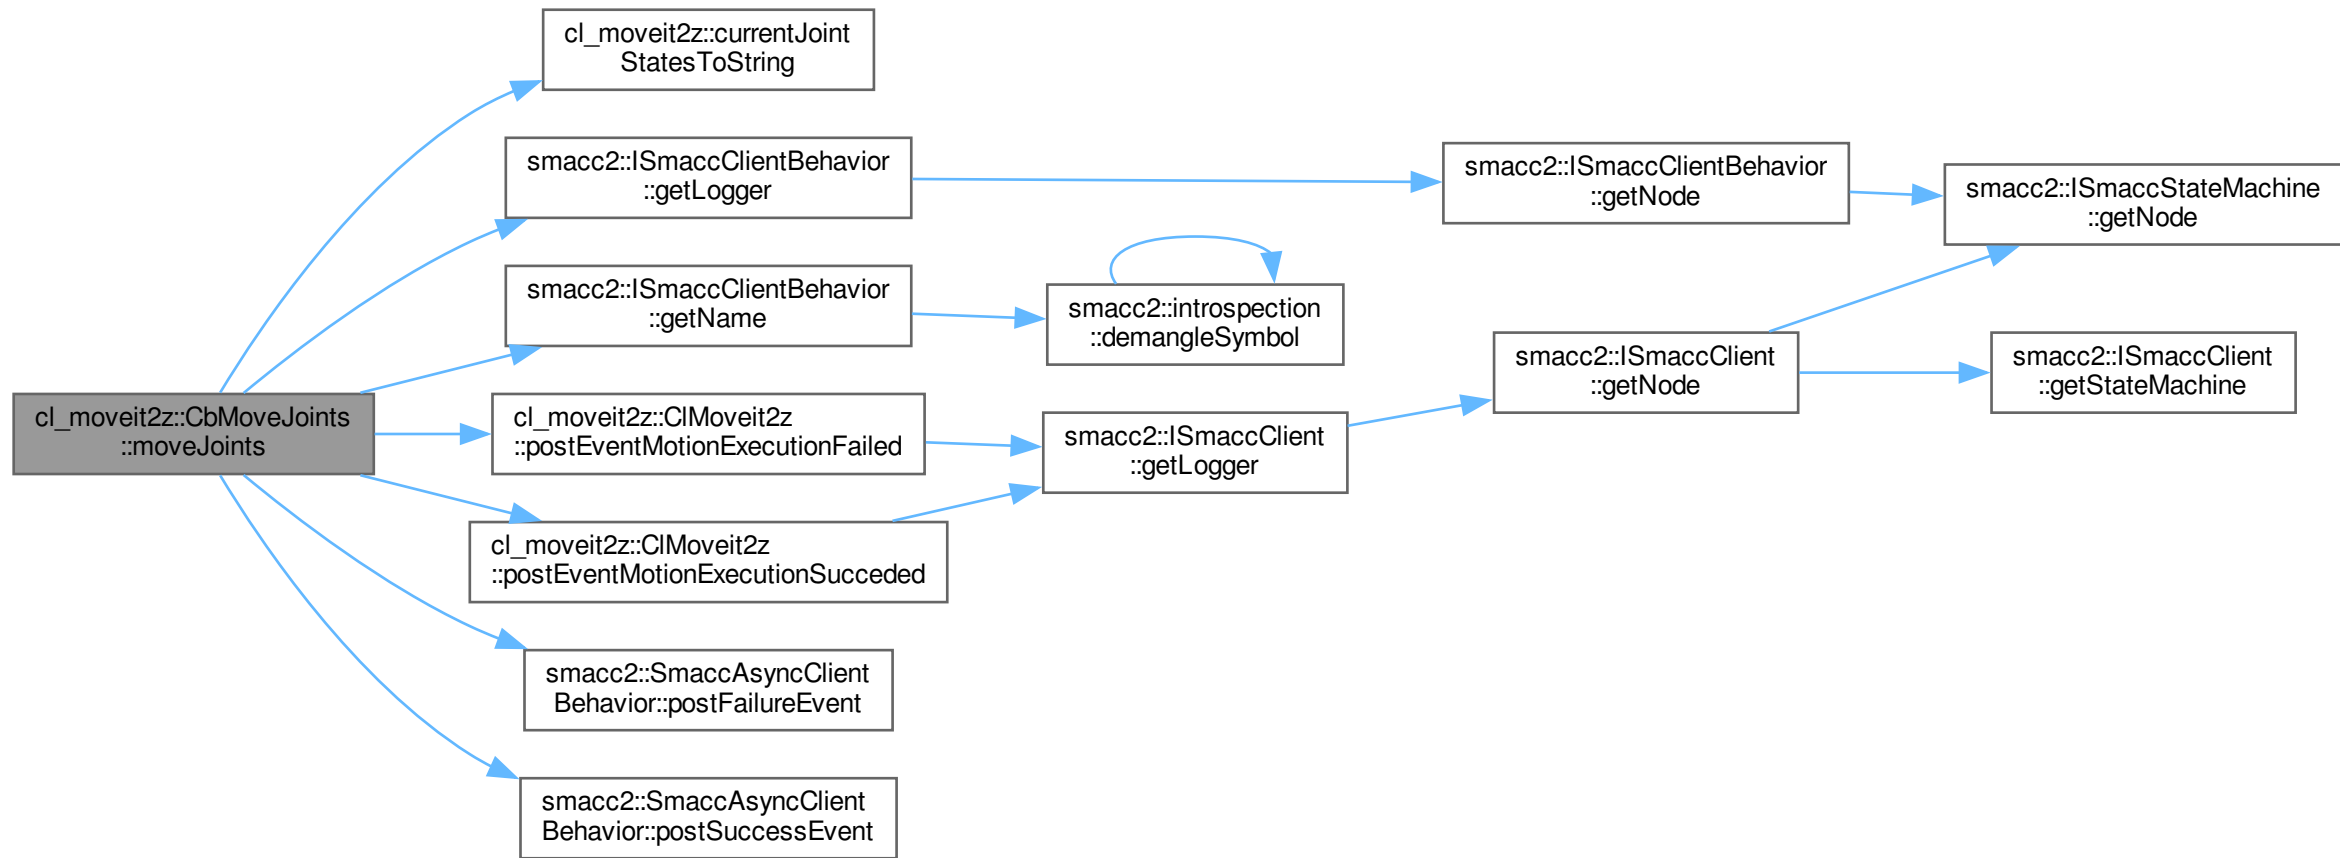 cl_moveit2z::currentJoint
StatesToString
smacc2::ISmaccClientBehavior
::getLogger
smacc2::ISmaccClientBehavior
::getNode
smacc2::ISmaccStateMachine
::getNode
smacc2::ISmaccClientBehavior
::getName
smacc2::introspection
::demangleSymbol
smacc2::ISmaccClient
::getNode
smacc2::ISmaccClient
::getStateMachine
cl_moveit2z::CbMoveJoints
::moveJoints
cl_moveit2z::ClMoveit2z
::postEventMotionExecutionFailed
smacc2::ISmaccClient
::getLogger
cl_moveit2z::ClMoveit2z
::postEventMotionExecutionSucceded
smacc2::SmaccAsyncClient
Behavior::postFailureEvent
smacc2::SmaccAsyncClient
Behavior::postSuccessEvent